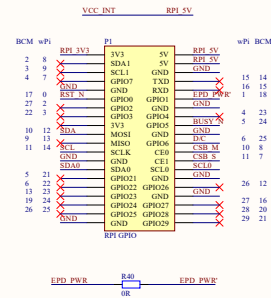 VCC_INT RPI_5V
BCM wPi P1 wPi BCM
RPI_3V3 3V3 5V RPI_5V
2 8 SDA1 5V RPI_5V
3 9 SCL1 GND GND
4 7 GPIO7 TXD 15 14
GND GND RXD 16 15
17 0 RST_N GPIO0 GPIO1 EPD_PWR' 1 18
27 2 GPIO2 GND GND
22 3 GPIO3 GPIO4 4 23
3V3 GPIO5 BUSY_N 5 24
10 12 SDA MOSI GND GND
9 13 MISO GPIO6 D/C 6 25
11 14 SCL SCLK CE0 CSB_M 10 8
GND GND CE1 CSB_S 11 7
SDA0 SDA0 SCL0 SCL0
5 21 GPIO21 GND GND
6 22 GPIO22 GPIO26 26 12
13 23 GPIO23 GND GND
19 24 GPIO24 GPIO27 27 16
26 25 GPIO25 GPIO28 28 20
GND GND GPIO29 29 21
RPI GPIO
EPD_PWR R40 EPD_PWR'
0R